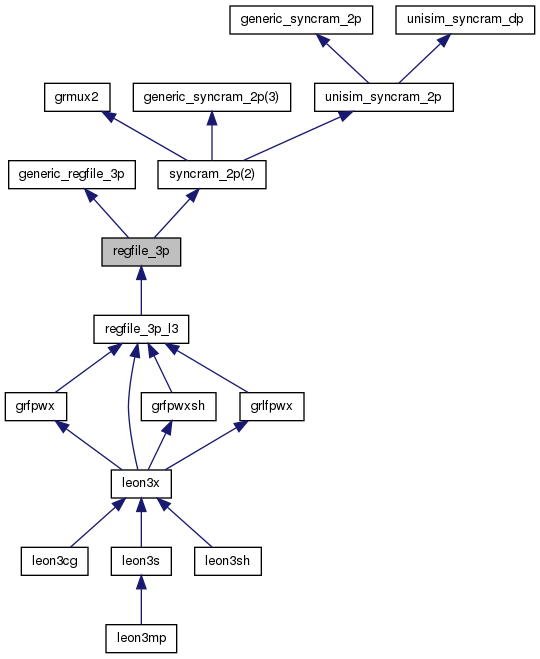 generic_syncram_2p
unisim_syncram_dp
grmux2
generic_syncram_2p(3)
unisim_syncram_2p
generic_regfile_3p
syncram_2p(2)
regfile_3p
regfile_3p_l3
grfpwx
grfpwxsh
grlfpwx
leon3x
leon3cg
leon3s
leon3sh
leon3mp